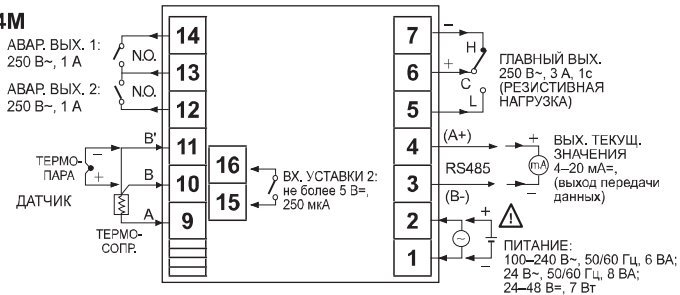 4М
АВАР. ВЫХ. 1:
250 В~, 1 А
N.O.
АВАР. ВЫХ. 2:
250 В~, 1 А
N.O.
14
13
12
11
10
9
B'
B
A
ТЕРМО-
ПАРА
−
+
ДАТЧИК
ТЕРМО-
СОПР.
16
15
ВХ. УСТАВКИ 2:
не более 5 В=,
250 мкА
7
6
5
4
3
2
1
−
+
H
C
L
ГЛАВНЫЙ ВЫХ.
250 В~, 3 А, 1с
(РЕЗИСТИВНАЯ
НАГРУЗКА)
(A+)
RS485
(B-)
+
mA
−
ВЫХ. ТЕКУЩ.
ЗНАЧЕНИЯ
4–20 мА=,
(выход передачи
данных)
+
~
−
ПИТАНИЕ:
100–240 В~, 50/60 Гц, 6 ВА;
24 В~, 50/60 Гц, 8 ВА;
24–48 В=, 7 Вт